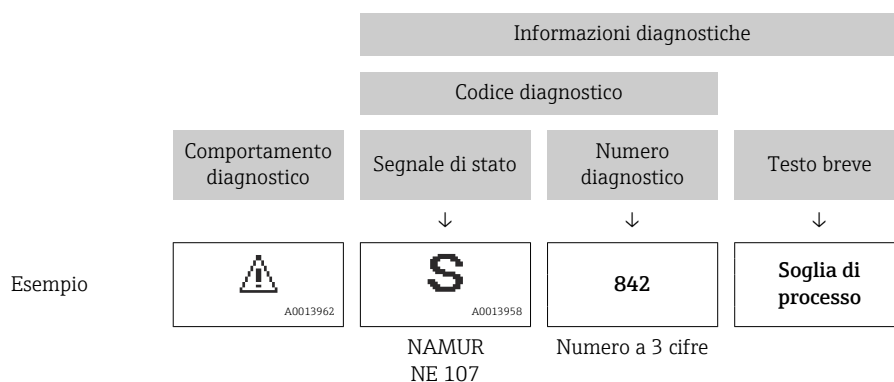 Informazioni diagnostiche
Codice diagnostico
Comportamento
diagnostico
Segnale di stato
Numero
diagnostico
Testo breve
↓
↓
↓
Esempio
A0013962
S
A0013958
842
Soglia di
processo
NAMUR
NE 107
Numero a 3 cifre